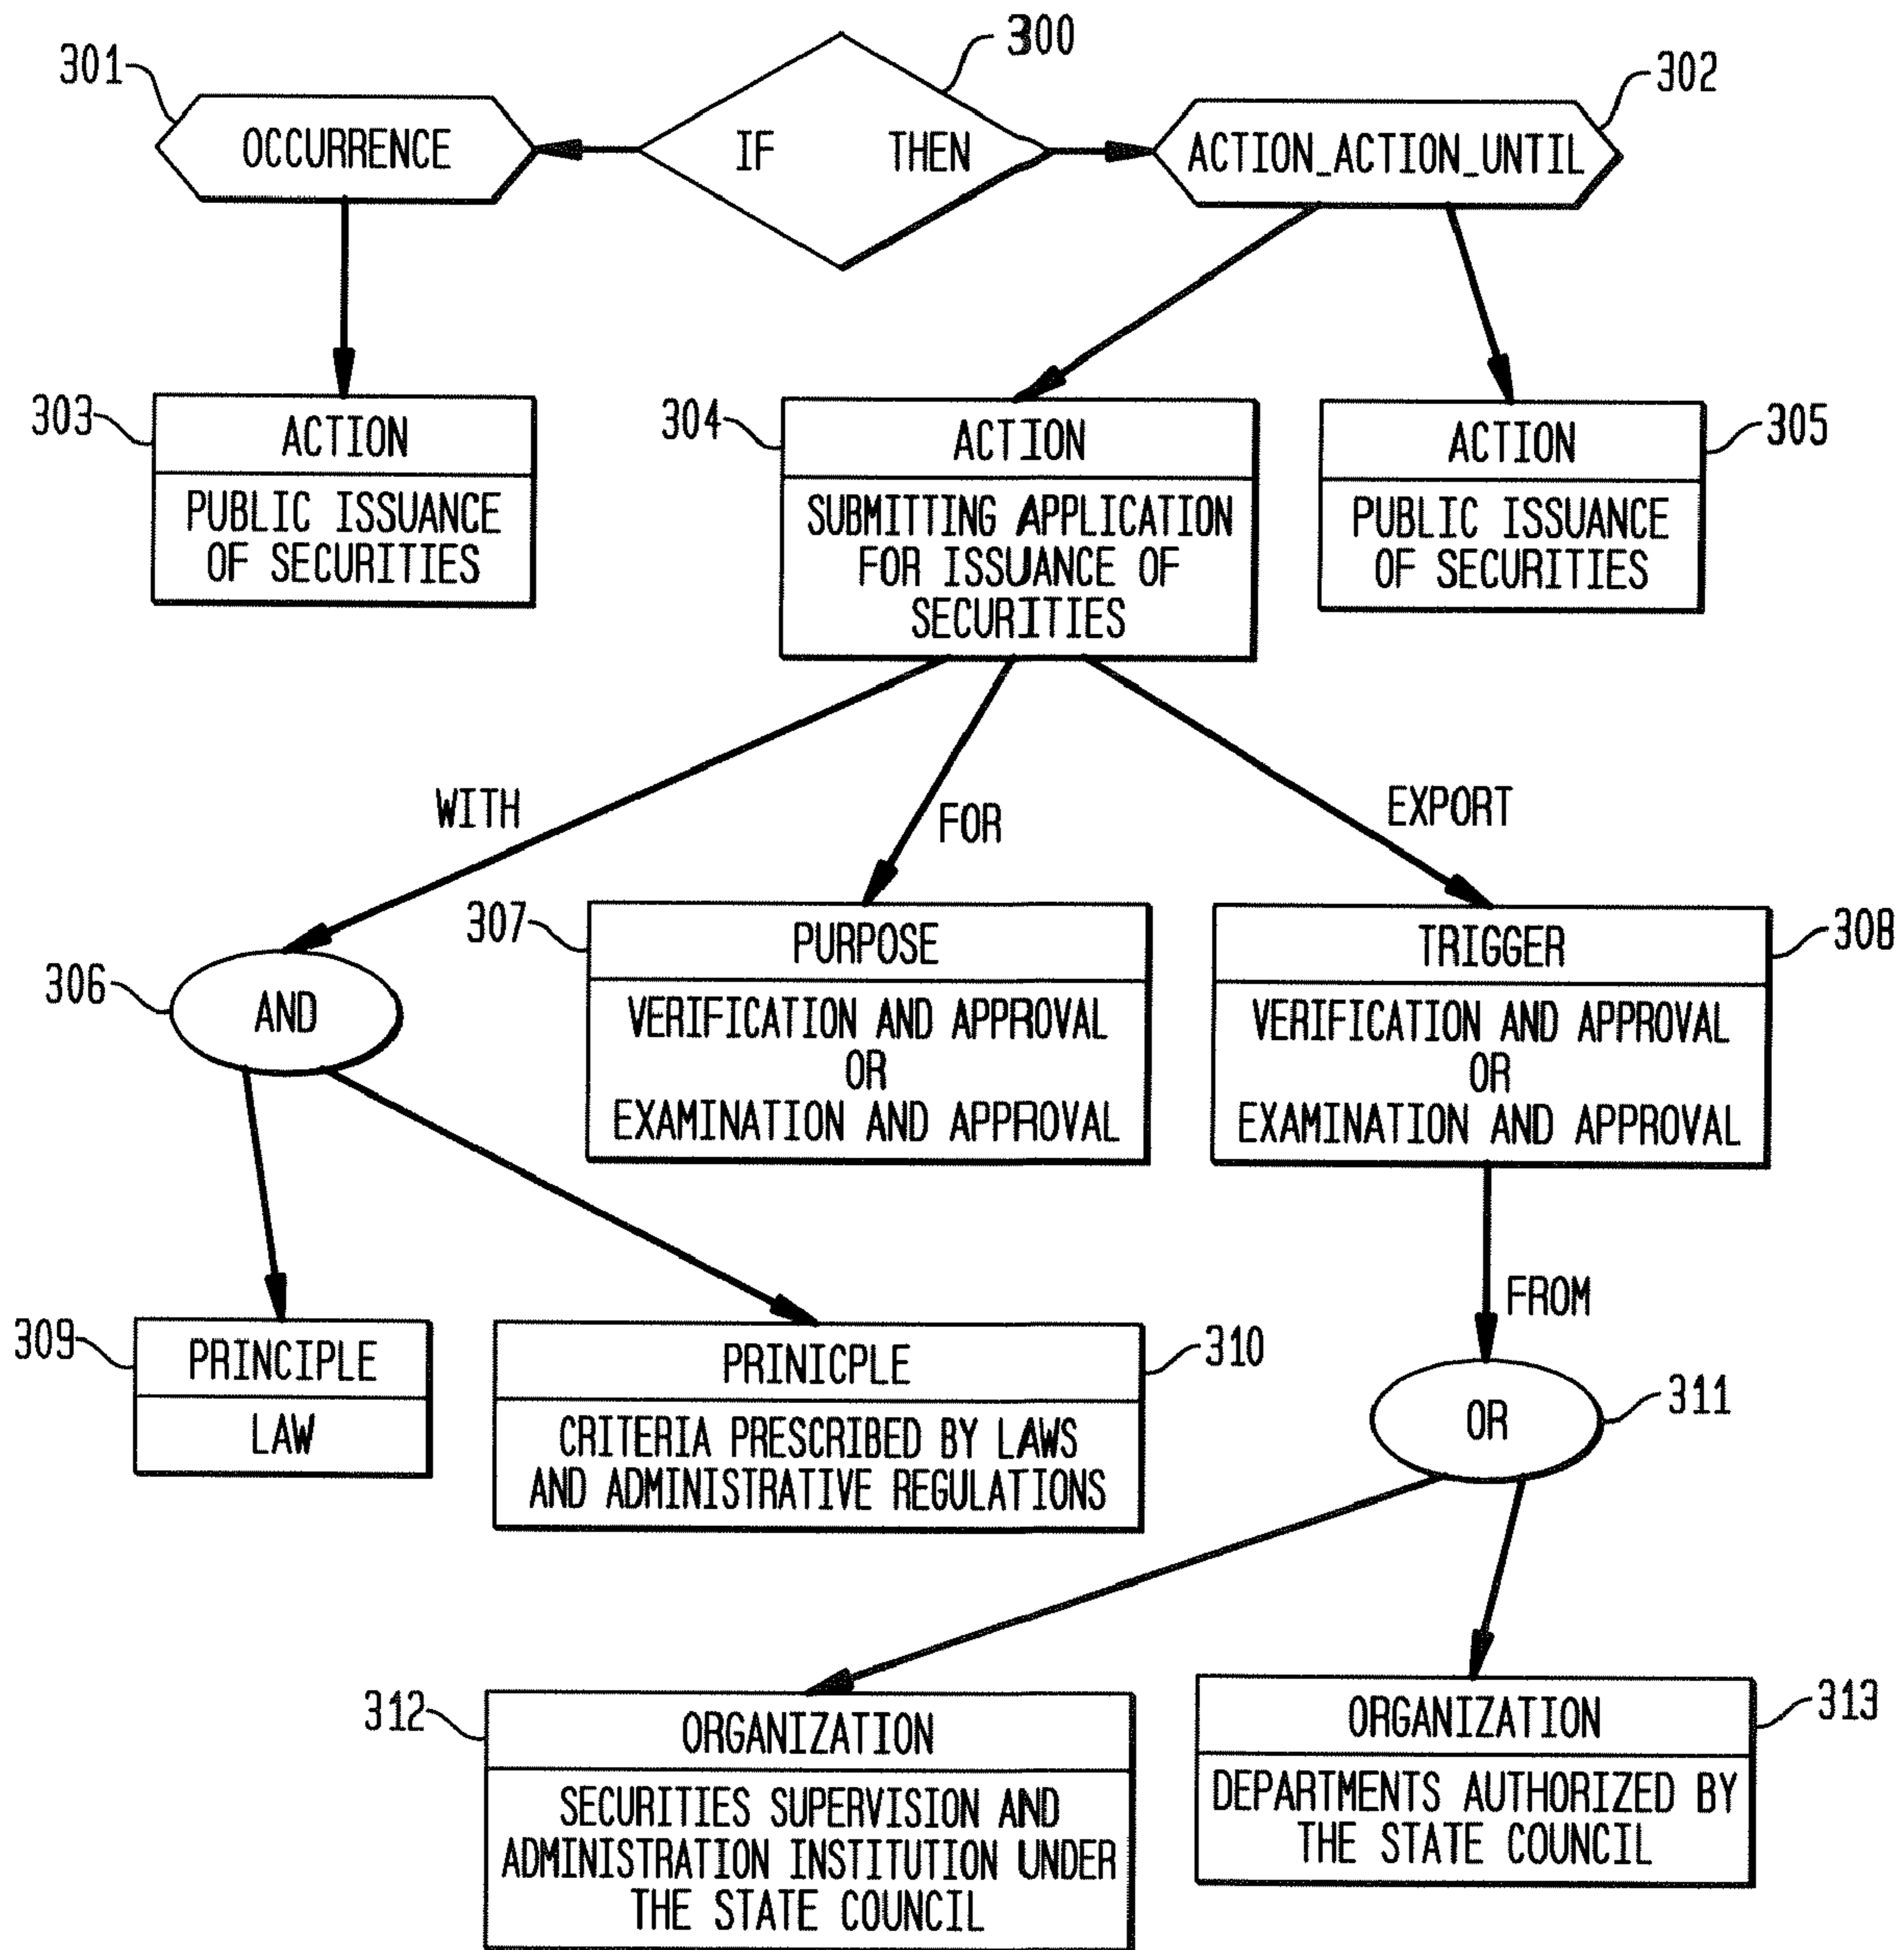 300
301
302
OCCURRENCE
IF THEN
ACTION_ACTION_UNTIL
303
ACTION
PUBLIC ISSUANCE
OF SECURITIES
304
ACTION
SUBMITTING APPLICATION
FOR ISSUANCE OF
SECURITIES
305
ACTION
PUBLIC ISSUANCE
OF SECURITIES
WITH
FOR
EXPORT
306
AND
307
PURPOSE
VERIFICATION AND APPROVAL
OR
EXAMINATION AND APPROVAL
308
TRIGGER
VERIFICATION AND APPROVAL
OR
EXAMINATION AND APPROVAL
FROM
309
PRINCIPLE
LAW
310
PRINICPLE
CRITERIA PRESCRIBED BY LAWS
AND ADMINISTRATIVE REGULATIONS
311
OR
312
ORGANIZATION
SECURITIES SUPERVISION AND
ADMINISTRATION INSTITUTION UNDER
THE STATE COUNCIL
313
ORGANIZATION
DEPARTMENTS AUTHORIZED BY
THE STATE COUNCIL